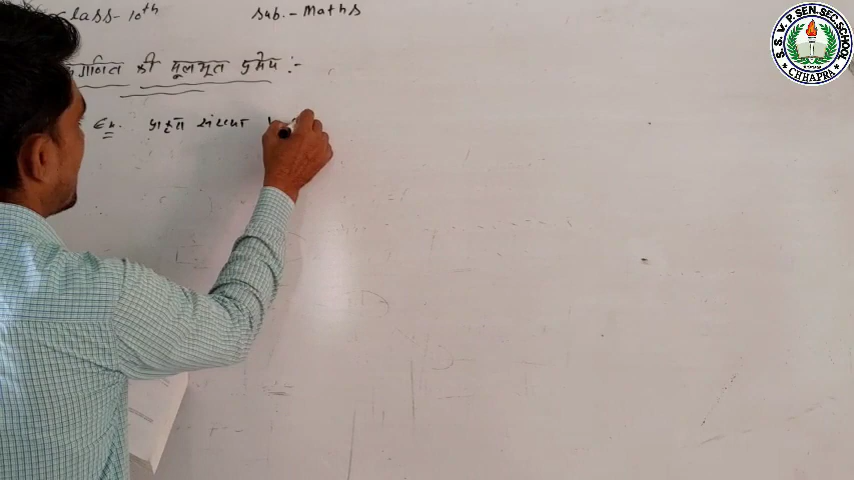 Class - 10th Sub. - Maths
गणित की मूलभूत प्रमेय :-
Ex. प्राकृत संख्या
S. S. V. P. SEN. SEC. SCHOOL
CHHAPRA